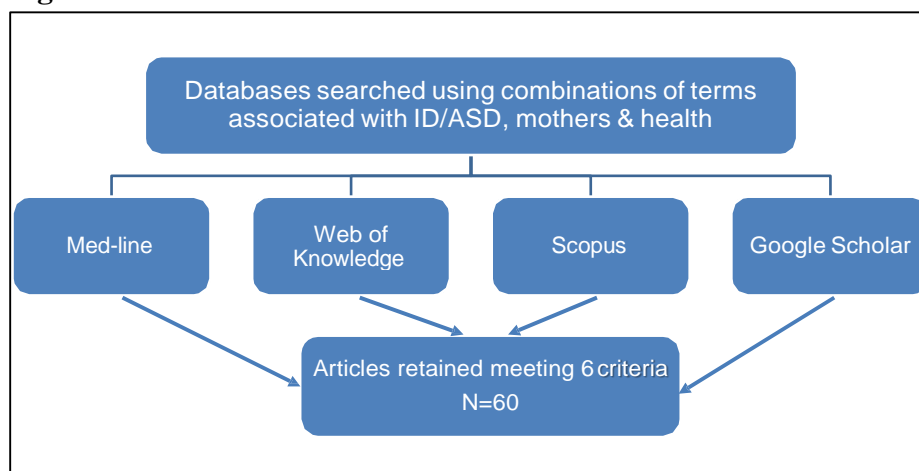 Databases searched using combinations of terms
associated with ID/ASD, mothers & health
Med-line
Web of
Knowledge
Scopus
Google Scholar
Articles retained meeting 6 criteria
N=60